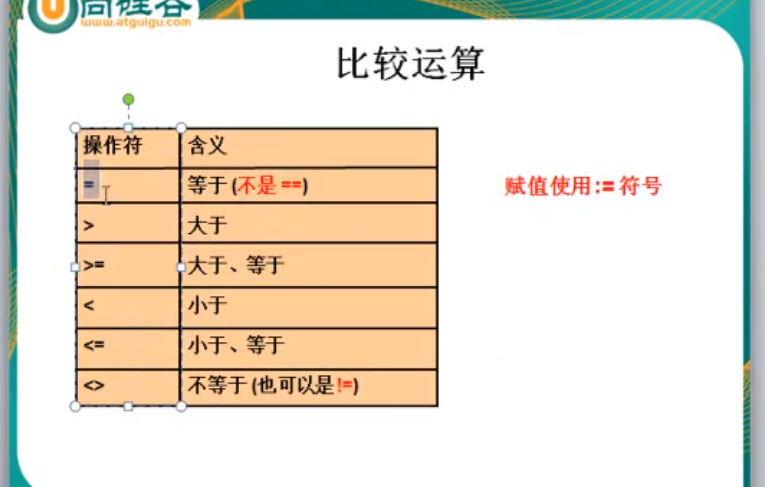 尚硅谷
www.atguigu.com
比较运算
操作符 含义
= 等于 (不是 ==)
赋值使用 := 符号
> 大于
>= 大于、等于
< 小于
<= 小于、等于
<> 不等于 (也可以是 !=)